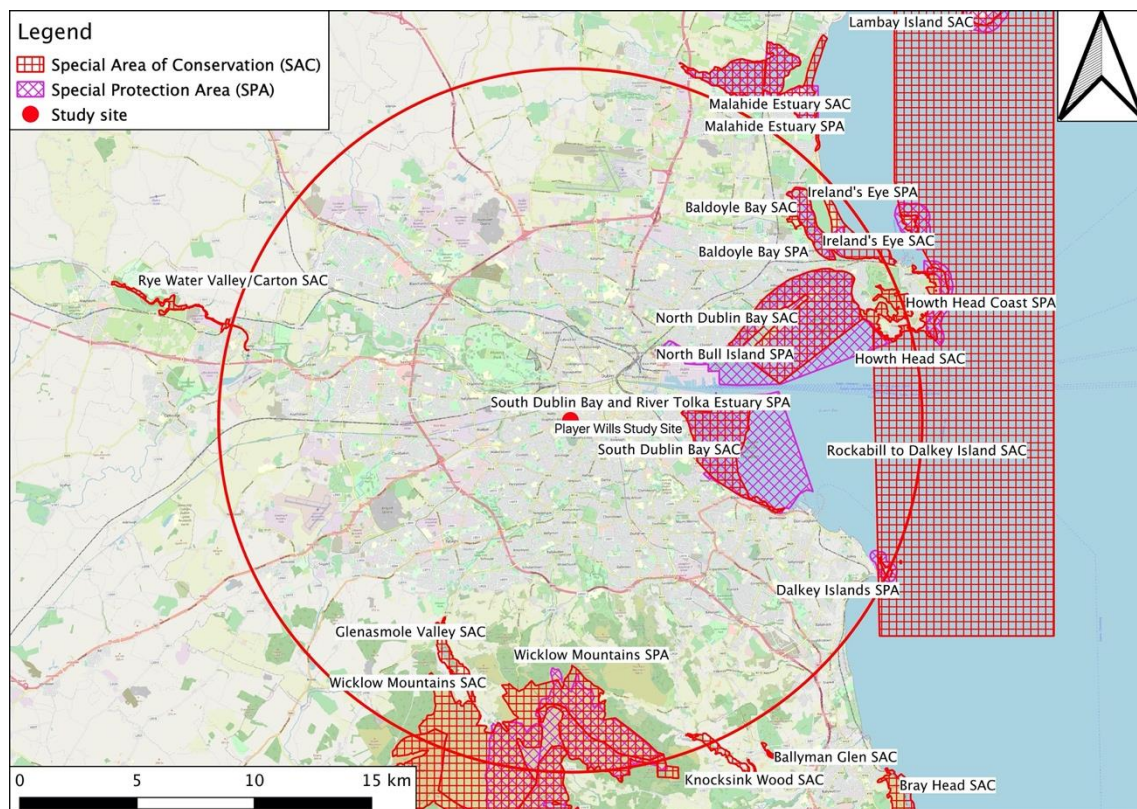 Legend
Special Area of Conservation (SAC)
Special Protection Area (SPA)
Study site
Lambay Island SAC
Malahide Estuary SAC
Malahide Estuary SPA
Ireland's Eye SPA
Baldoyle Bay SAC
Ireland's Eye SAC
Baldoyle Bay SPA
Rye Water Valley/Carton SAC
Howth Head Coast SPA
North Dublin Bay SAC
North Bull Island SPA
Howth Head SAC
South Dublin Bay and River Tolka Estuary SPA
Player Wills Study Site
South Dublin Bay SAC
Rockabill to Dalkey Island SAC
Dalkey Islands SPA
Glenasmole Valley SAC
Wicklow Mountains SPA
Wicklow Mountains SAC
Ballyman Glen SAC
Knocksink Wood SAC
Bray Head SAC
0 5 10 15 km